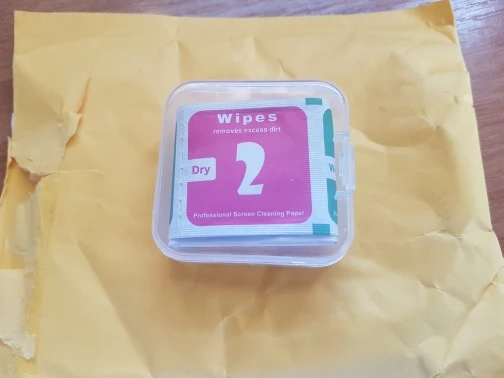 Wipes
removes excess dirt
Dry
2
W
Professional Screen Cleaning Paper